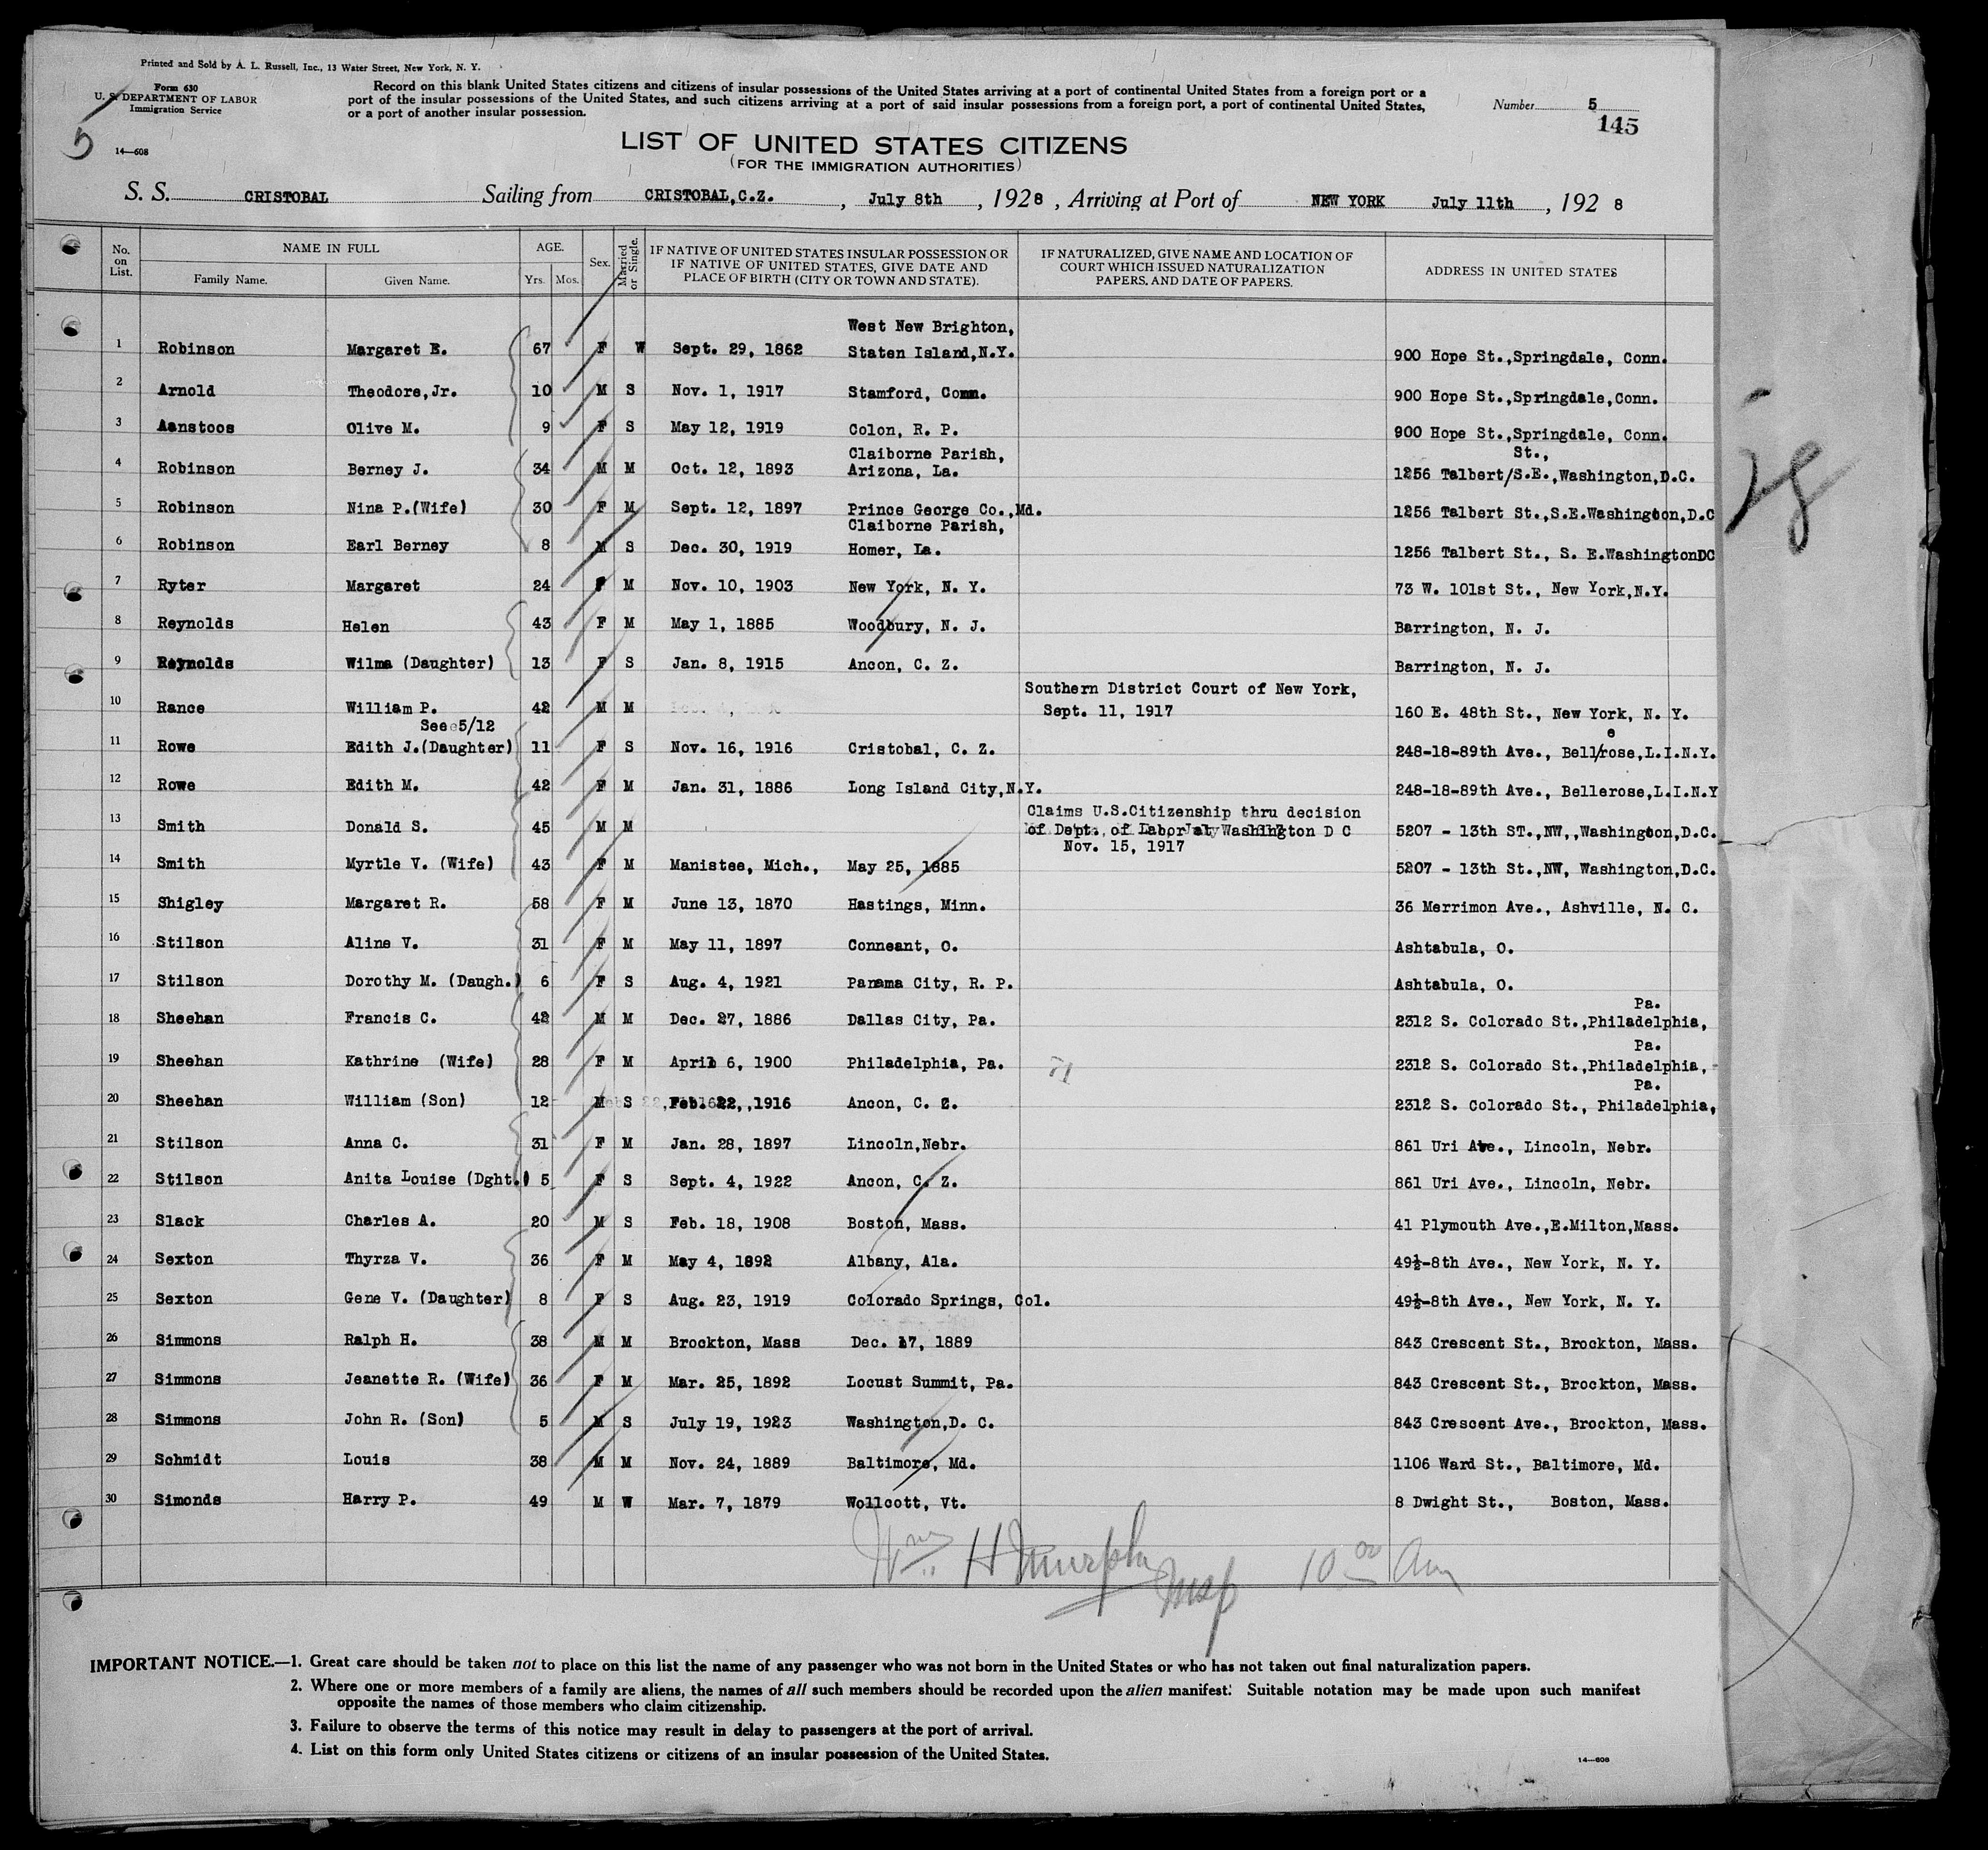 Printed and Sold by A. L. Russell, Inc., 13 Water Street, New York, N. Y.
Form 630
U. S. DEPARTMENT OF LABOR
Immigration Service
5
14—608
Record on this blank United States citizens and citizens of insular possessions of the United States arriving at a port of continental United States from a foreign port or a
port of the insular possessions of the United States, and such citizens arriving at a port of said insular possessions from a foreign port, a port of continental United States,
or a port of another insular possession.
Number 5
145
LIST OF UNITED STATES CITIZENS
(FOR THE IMMIGRATION AUTHORITIES)
S. S. CRISTOBAL Sailing from CRISTOBAL,C.Z. , July 8th , 1928 , Arriving at Port of NEW YORK July 11th , 192 8
No. on List. NAME IN FULL Family Name. Given Name. AGE. Yrs. Mos. Sex. Married or Single. IF NATIVE OF UNITED STATES INSULAR POSSESSION OR IF NATIVE OF UNITED STATES, GIVE DATE AND PLACE OF BIRTH (CITY OR TOWN AND STATE). IF NATURALIZED, GIVE NAME AND LOCATION OF COURT WHICH ISSUED NATURALIZATION PAPERS, AND DATE OF PAPERS. ADDRESS IN UNITED STATES
West New Brighton,
1 Robinson Margaret E. 67 F W Sept. 29, 1862 Staten Island,N.Y. 900 Hope St.,Springdale, Conn.
2 Arnold Theodore,Jr. 10 M S Nov. 1, 1917 Stamford, Conn. 900 Hope St.,Springdale,Conn.
3 Aanstoos Olive M. 9 F S May 12, 1919 Colon, R. P. 900 Hope St.,Springdale, Conn.
Claiborne Parish, St.,
4 Robinson Berney J. 34 M M Oct. 12, 1893 Arizona, La. 1256 Talbert/S.E.,Washington,D.C.
5 Robinson Nina P.(Wife) 30 F M Sept. 12, 1897 Prince George Co.,Md. 1256 Talbert St.,S.E.Washington,D.C
Claiborne Parish,
6 Robinson Earl Berney 8 M S Dec. 30, 1919 Homer, La. 1256 Talbert St., S. E.WashingtonDC
7 Ryter Margaret 24 F M Nov. 10, 1903 New York, N. Y. 73 W. 101st St., New York,N.Y.
8 Reynolds Helen 43 F M May 1, 1885 Woodbury, N. J. Barrington, N. J.
9 Reynolds Wilma (Daughter) 13 F S Jan. 8, 1915 Ancon, C. Z. Barrington, N. J.
Southern District Court of New York,
10 Rance William P. 42 M M Sept. 11, 1917 160 E. 48th St., New York, N. Y.
See 5/12 e
11 Rowe Edith J.(Daughter) 11 F S Nov. 16, 1916 Cristobal, C. Z. 248-18-89th Ave., Bell/rose,L.I.N.Y.
12 Rowe Edith M. 42 F M Jan. 31, 1886 Long Island City,N.Y. 248-18-89th Ave., Bellerose,L.I.N.Y
Claims U.S.Citizenship thru decision
13 Smith Donald S. 45 M M of Dept. of Labor at Washington D C 5207 - 13th ST.,NW,,Washington,D.C.
Nov. 15, 1917
14 Smith Myrtle V. (Wife) 43 F M Manistee, Mich., May 25, 1885 5207 - 13th St.,NW, Washington,D.C.
15 Shigley Margaret R. 58 F M June 13, 1870 Hastings, Minn. 36 Merrimon Ave., Ashville, N. C.
16 Stilson Aline V. 31 F M May 11, 1897 Conneant, O. Ashtabula, O.
17 Stilson Dorothy M. (Daugh.) 6 F S Aug. 4, 1921 Panama City, R. P. Ashtabula, O.
Pa.
18 Sheehan Francis C. 42 M M Dec. 27, 1886 Dallas City, Pa. 2312 S. Colorado St.,Philadelphia,
Pa.
19 Sheehan Kathrine (Wife) 28 F M April 6, 1900 Philadelphia, Pa. 71 2312 S. Colorado St.,Philadelphia,
Pa.
20 Sheehan William (Son) 12 M S Feb. 22, 1916 Ancon, C. Z. 2312 S. Colorado St., Philadelphia,
21 Stilson Anna C. 31 F M Jan. 28, 1897 Lincoln,Nebr. 861 Uri Ave., Lincoln, Nebr.
22 Stilson Anita Louise (Dght.) 5 F S Sept. 4, 1922 Ancon, C. Z. 861 Uri Ave., Lincoln, Nebr.
23 Slack Charles A. 20 M S Feb. 18, 1908 Boston, Mass. 41 Plymouth Ave.,E.Milton,Mass.
24 Sexton Thyrza V. 36 F M May 4, 1892 Albany, Ala. 49½-8th Ave., New York, N. Y.
25 Sexton Gene V. (Daughter) 8 F S Aug. 23, 1919 Colorado Springs, Col. 49½-8th Ave., New York, N. Y.
26 Simmons Ralph H. 38 M M Brockton, Mass Dec. 17, 1889 843 Crescent St., Brockton, Mass.
27 Simmons Jeanette R. (Wife) 36 F M Mar. 25, 1892 Locust Summit, Pa. 843 Crescent St., Brockton, Mass.
28 Simmons John R. (Son) 5 M S July 19, 1923 Washington,D. C. 843 Crescent Ave., Brockton, Mass.
29 Schmidt Louis 38 M M Nov. 24, 1889 Baltimore, Md. 1106 Ward St., Baltimore, Md.
30 Simonds Harry P. 49 M W Mar. 7, 1879 Wollcott, Vt. 8 Dwight St., Boston, Mass.
Wm H Murphy Insp 10 00 Am
IMPORTANT NOTICE.—1. Great care should be taken not to place on this list the name of any passenger who was not born in the United States or who has not taken out final naturalization papers.
2. Where one or more members of a family are aliens, the names of all such members should be recorded upon the alien manifest. Suitable notation may be made upon such manifest
opposite the names of those members who claim citizenship.
3. Failure to observe the terms of this notice may result in delay to passengers at the port of arrival.
4. List on this form only United States citizens or citizens of an insular possession of the United States.
14—608